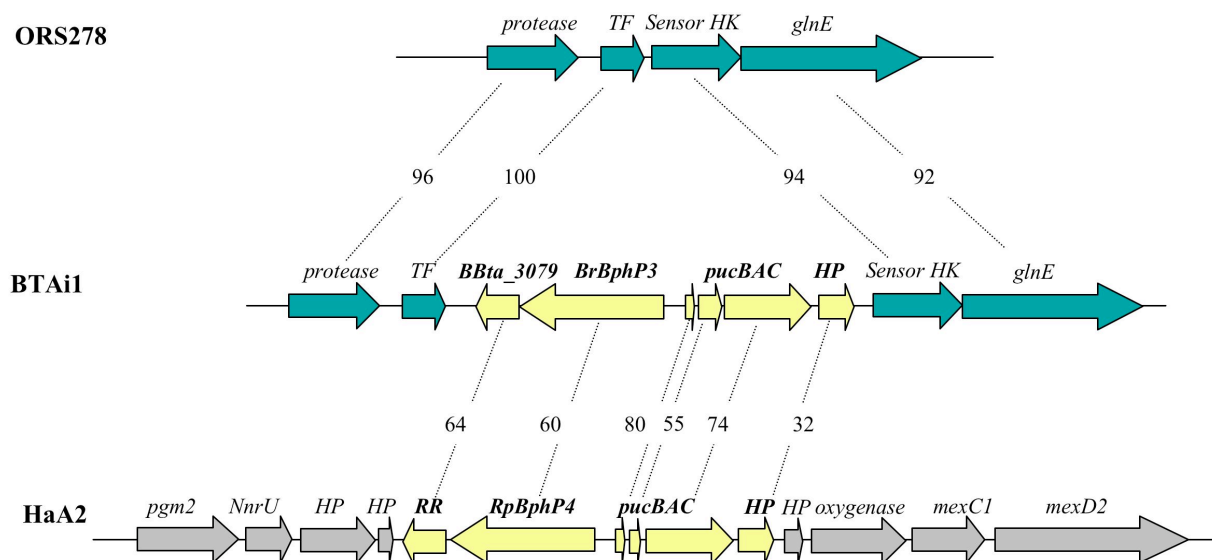 protease TF Sensor HK glnE
ORS278
96 100 94 92
protease TF BBta_3079 BrBphP3 pucBAC HP Sensor HK glnE
BTAi1
64 60 80 55 74 32
pgm2 NnrU HP HP RR RpBphP4 pucBAC HP HP oxygenase mexC1 mexD2
HaA2